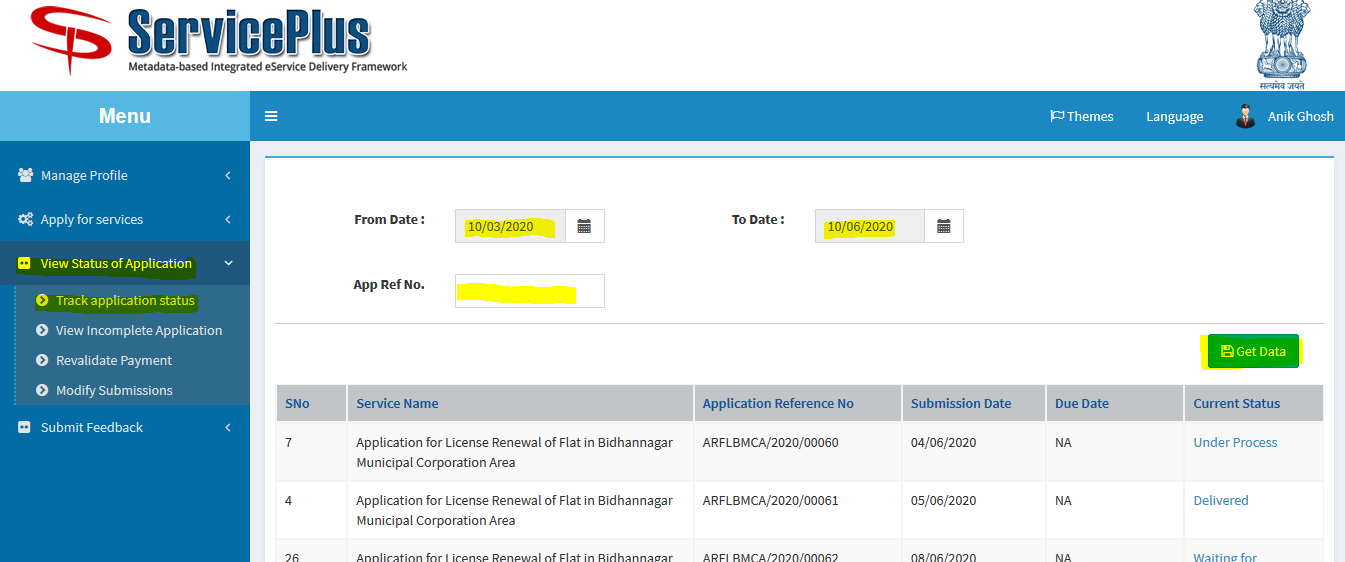 ServicePlus
Metadata-based Integrated eService Delivery Framework
सत्यमेव जयते
Menu
Themes
Language
Anik Ghosh
Manage Profile
Apply for services
View Status of Application
Track application status
View Incomplete Application
Revalidate Payment
Modify Submissions
Submit Feedback
From Date :
10/03/2020
To Date :
10/06/2020
App Ref No.
Get Data
SNo Service Name Application Reference No Submission Date Due Date Current Status
7 Application for License Renewal of Flat in Bidhannagar ARFLBMCA/2020/00060 04/06/2020 NA Under Process
Municipal Corporation Area
4 Application for License Renewal of Flat in Bidhannagar ARFLBMCA/2020/00061 05/06/2020 NA Delivered
Municipal Corporation Area
26 Application for License Renewal of Flat in Bidhannagar ARFLBMCA/2020/00062 08/06/2020 NA Waiting for